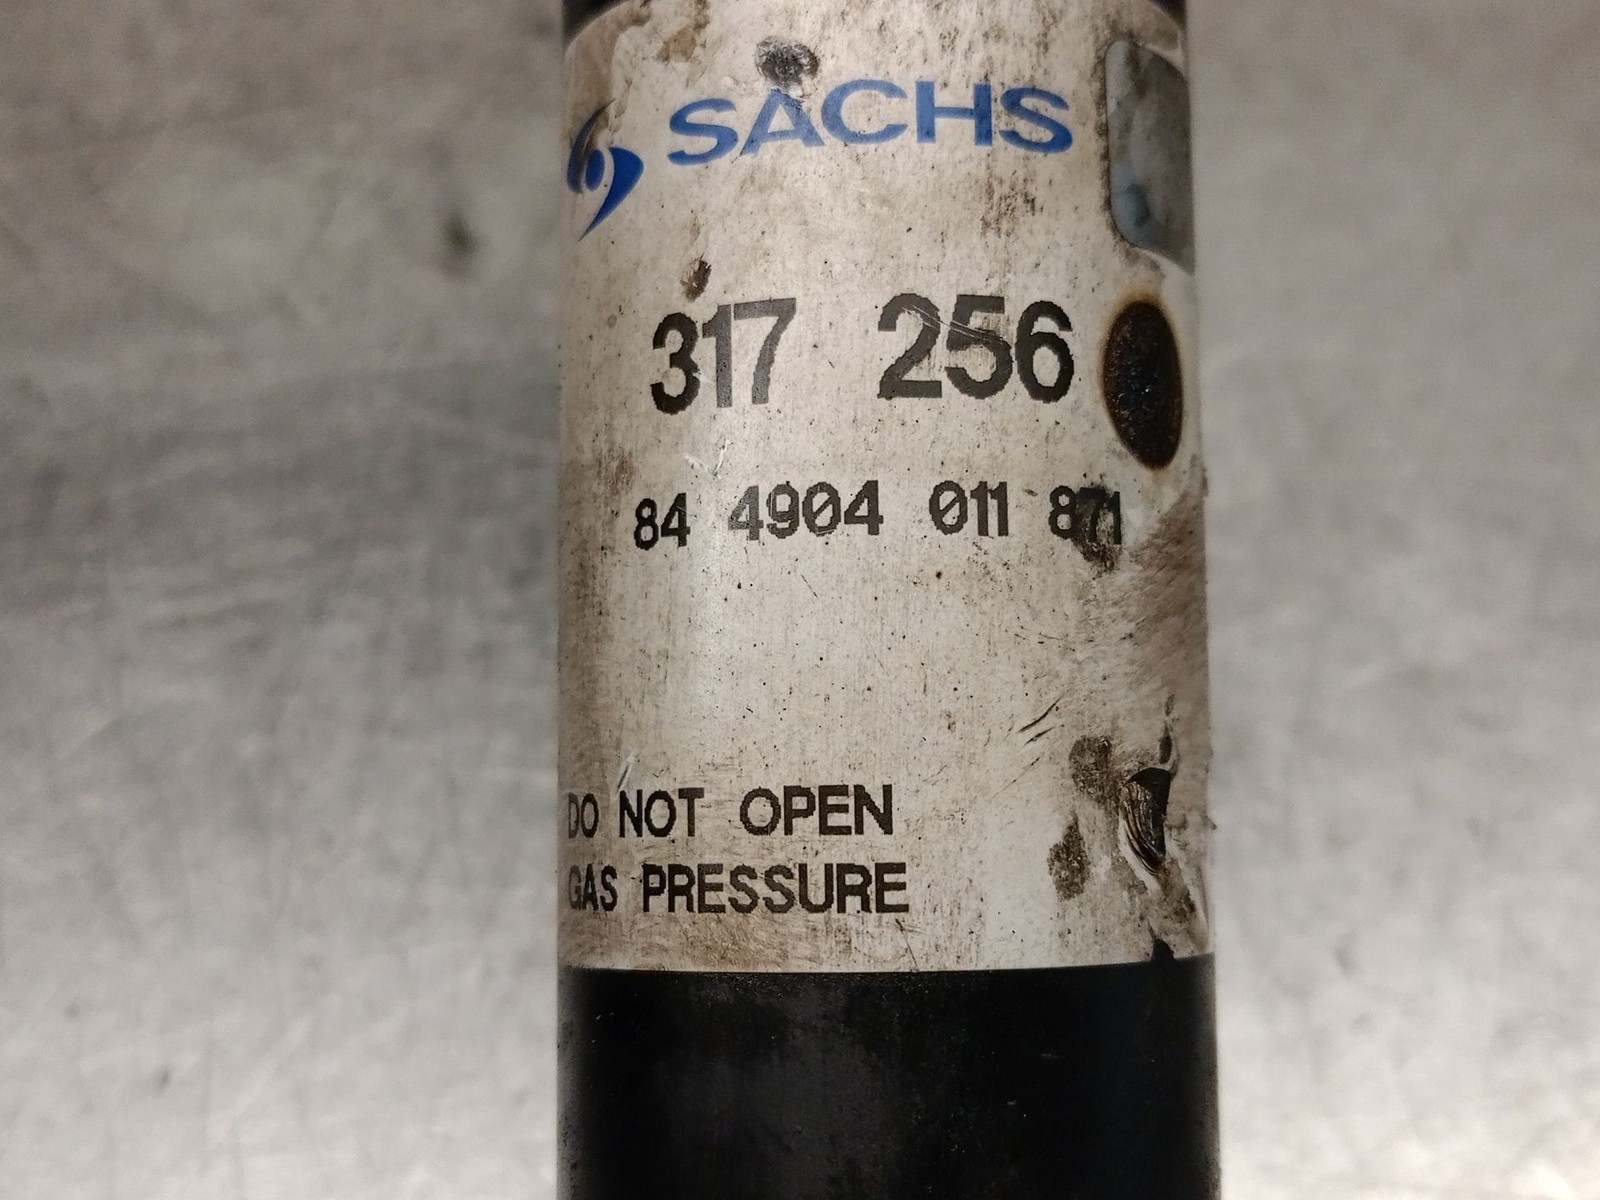 SACHS
317 256
84 4904 011 871
DO NOT OPEN
GAS PRESSURE